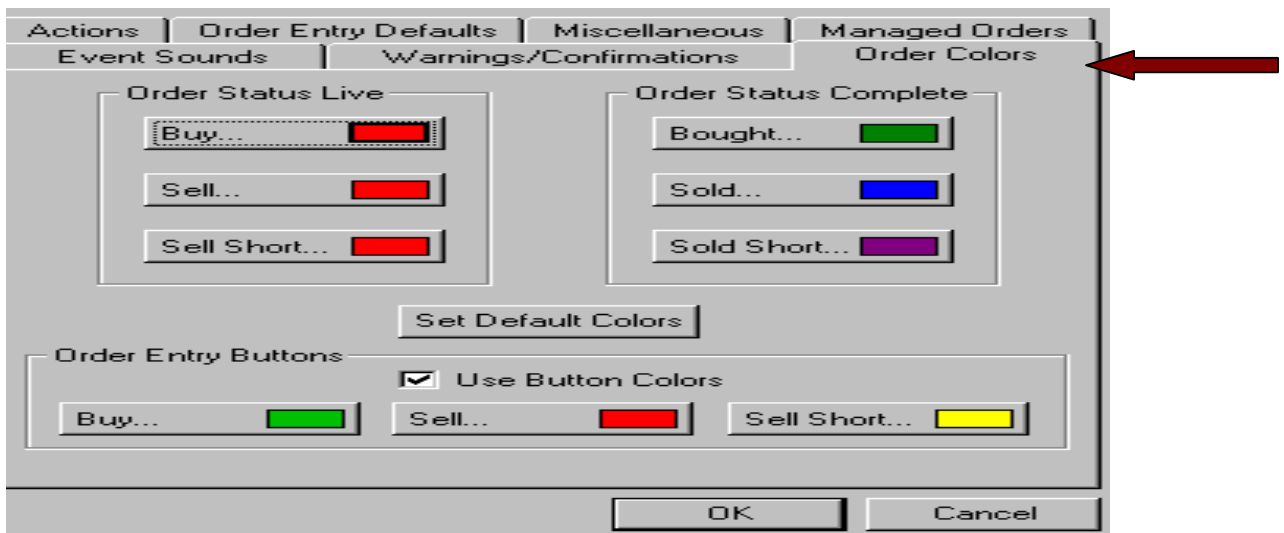 Actions Order Entry Defaults Miscellaneous Managed Orders
Event Sounds Warnings/Confirmations Order Colors
Order Status Live Order Status Complete
Buy... Bought...
Sell... Sold...
Sell Short... Sold Short...
Set Default Colors
Order Entry Buttons
Use Button Colors
Buy... Sell... Sell Short...
OK Cancel